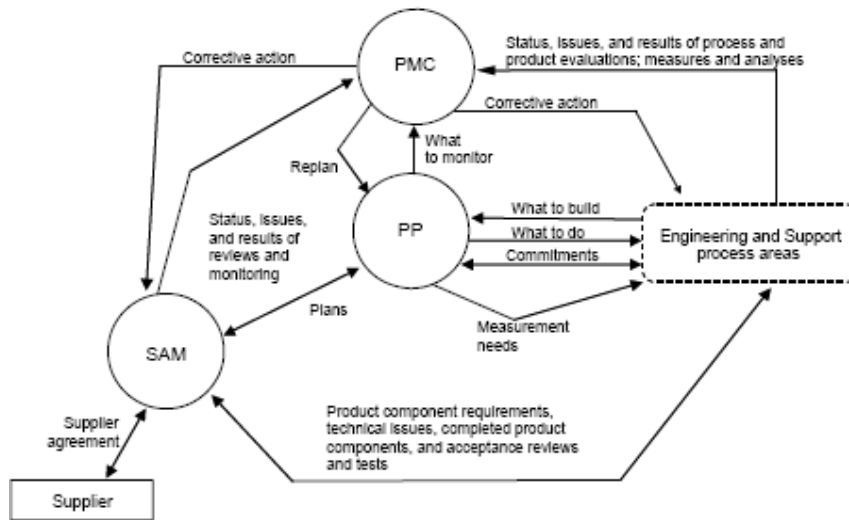 Status, issues, and results of process and
product evaluations; measures and analyses
Corrective action
PMC
Corrective action
What
to monitor
Replan
What to build
Status, issues,
and results of
reviews and
monitoring
PP
What to do
Engineering and Support
process areas
Commitments
Plans
Measurement
needs
SAM
Product component requirements,
technical issues, completed product
components, and acceptance reviews
and tests
Supplier
agreement
Supplier